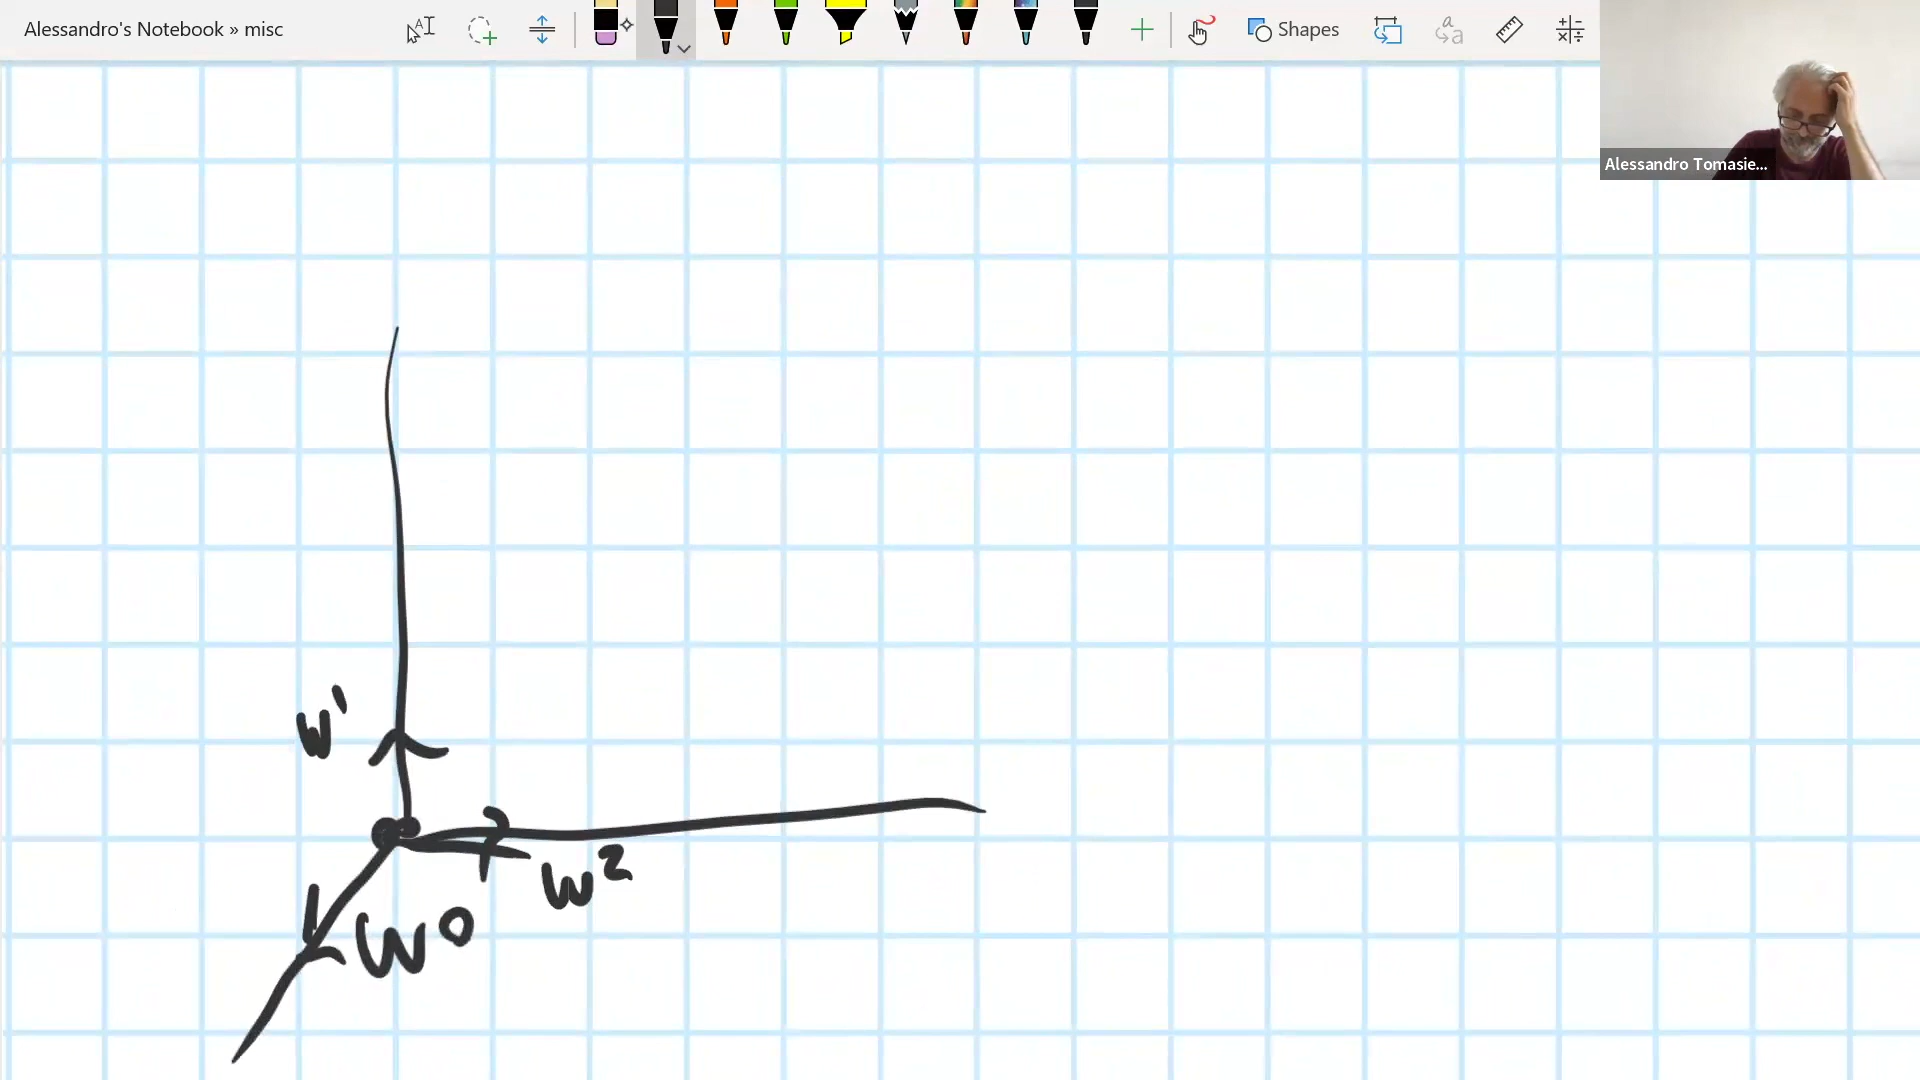 Alessandro's Notebook » misc
Shapes
Alessandro Tomasie...
w¹
w²
w⁰